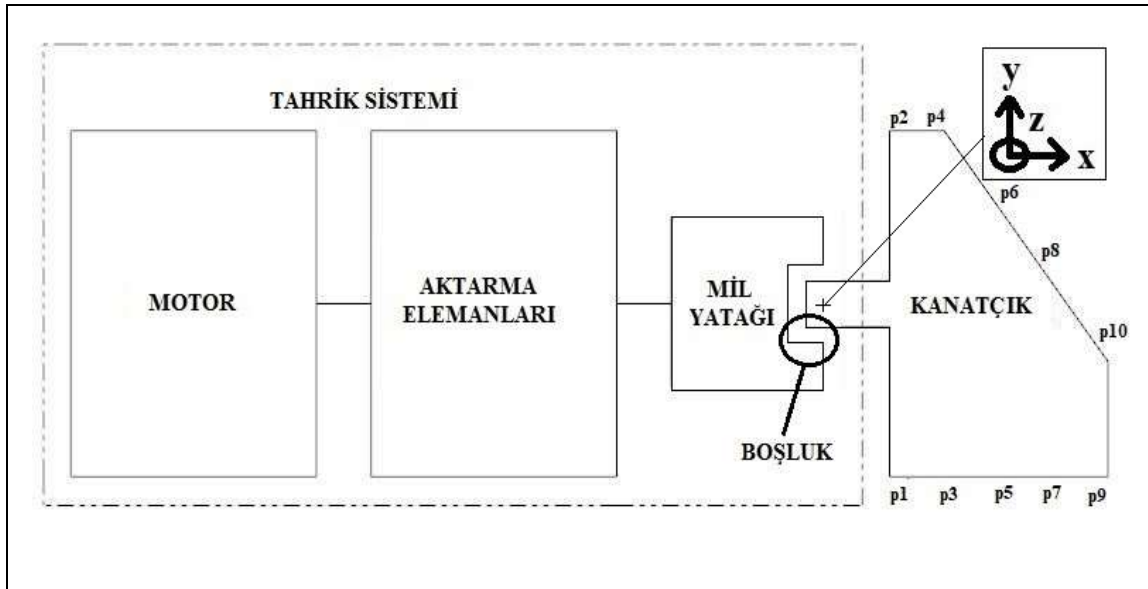 TAHRİK SİSTEMİ
MOTOR
AKTARMA
ELEMANLARI
MİL
YATAĞI
BOŞLUK
KANATÇIK
y
z
x
p2 p4
p6
p8
p10
p1 p3 p5 p7 p9